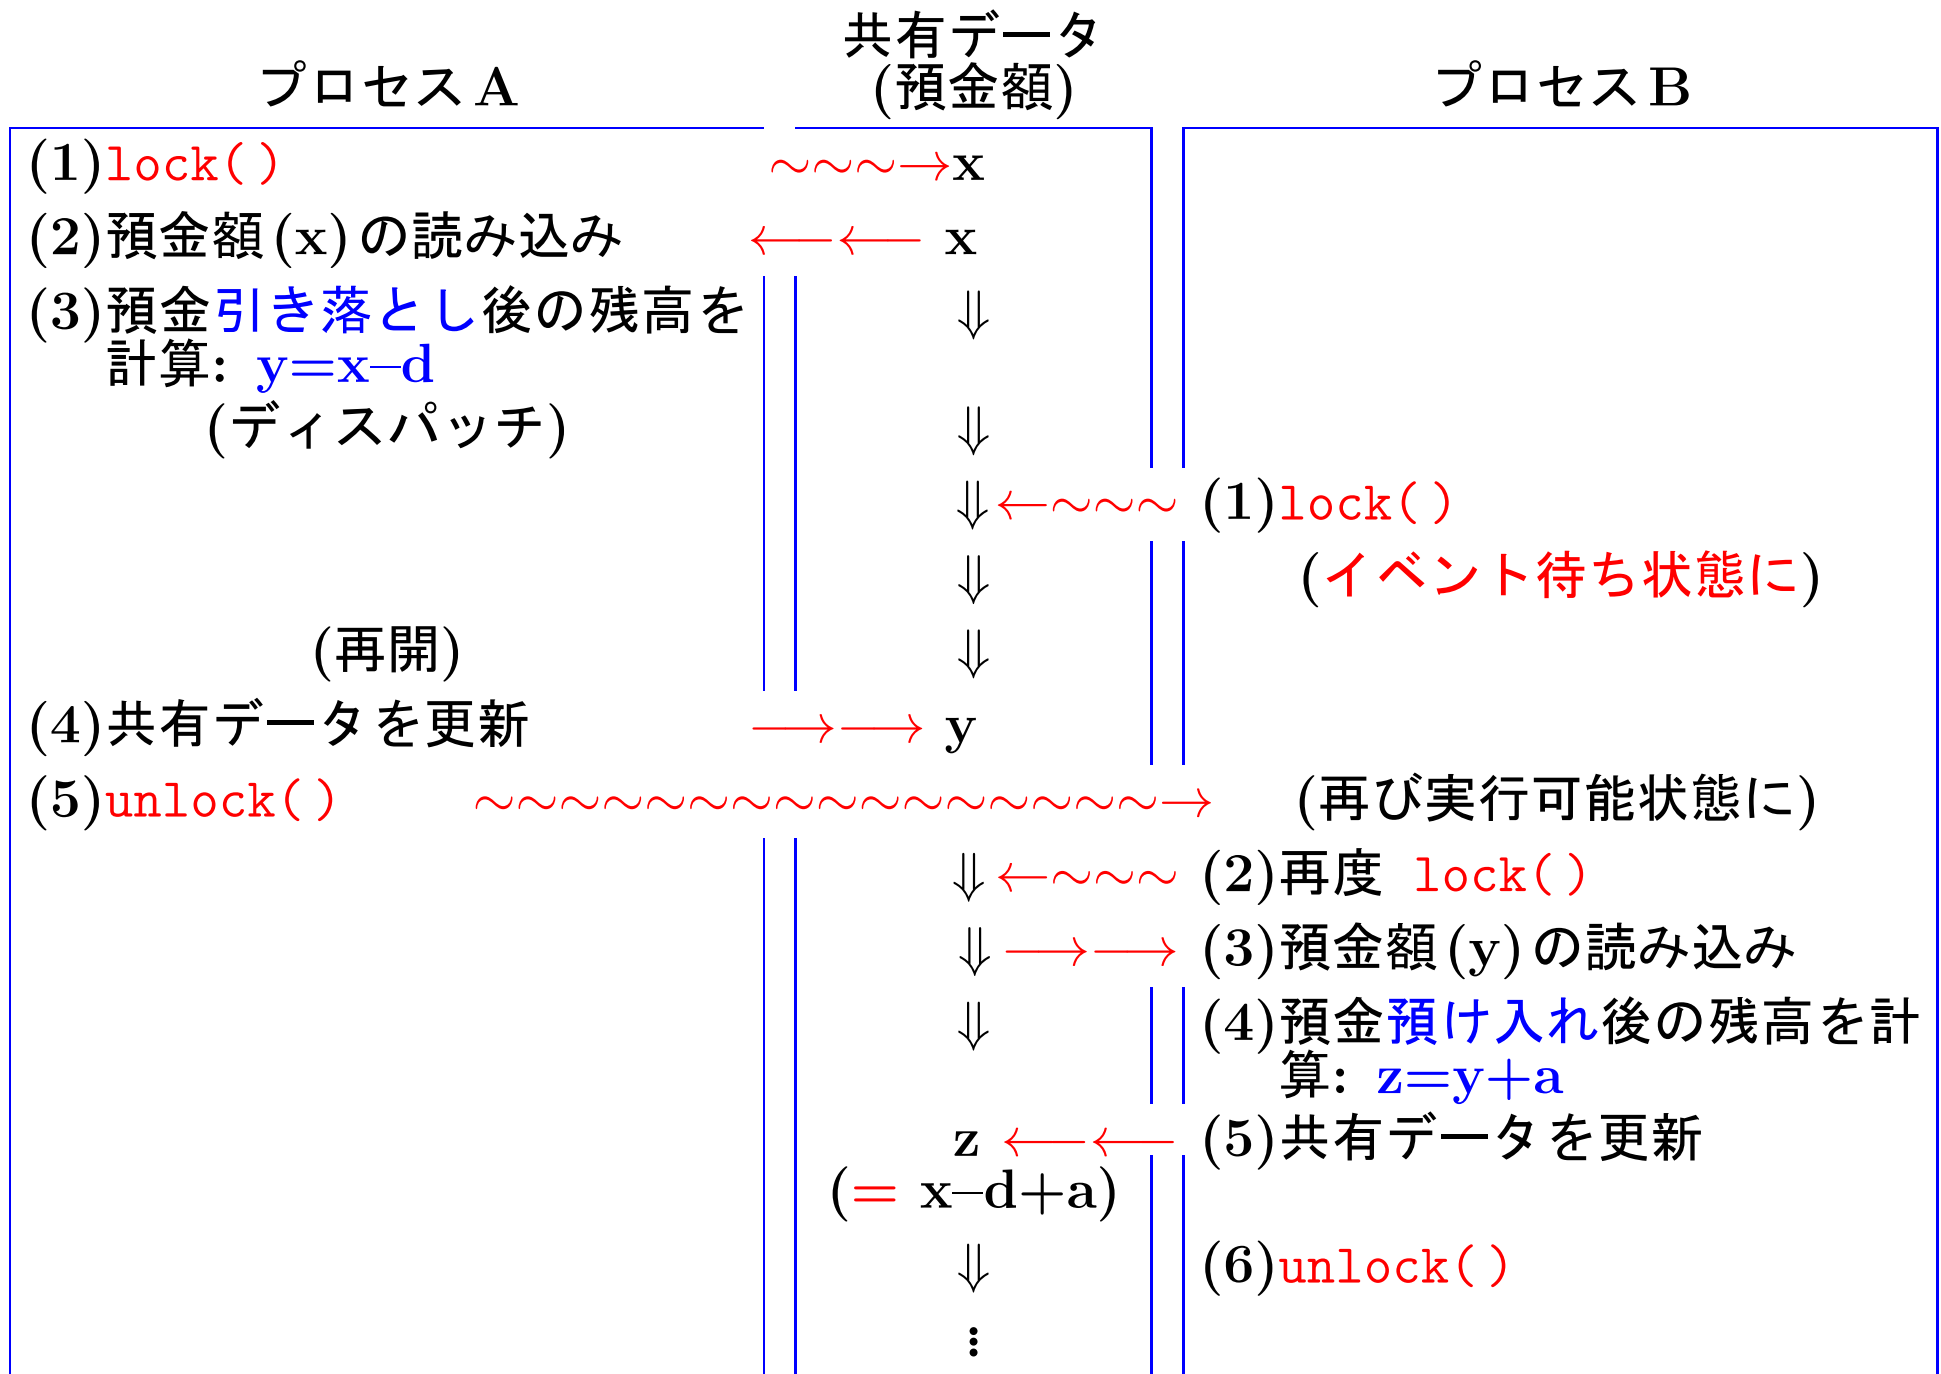 共有データ
プロセスA (預金額) プロセスB
(1)lock() ～～～→x
(2)預金額(x)の読み込み ←← x
(3)預金引き落とし後の残高を ⇓
計算: y=x–d
(ディスパッチ) ⇓
⇓←～～～ (1)lock()
⇓ (イベント待ち状態に)
(再開) ⇓
(4)共有データを更新 →→ y
(5)unlock() ～～～～～～～～～～～～～～～～→ (再び実行可能状態に)
⇓←～～～ (2)再度 lock()
⇓ →→ (3)預金額(y)の読み込み
⇓ (4)預金預け入れ後の残高を計
算: z=y+a
z ←← (5)共有データを更新
(= x–d+a)
⇓ (6)unlock()
⋮